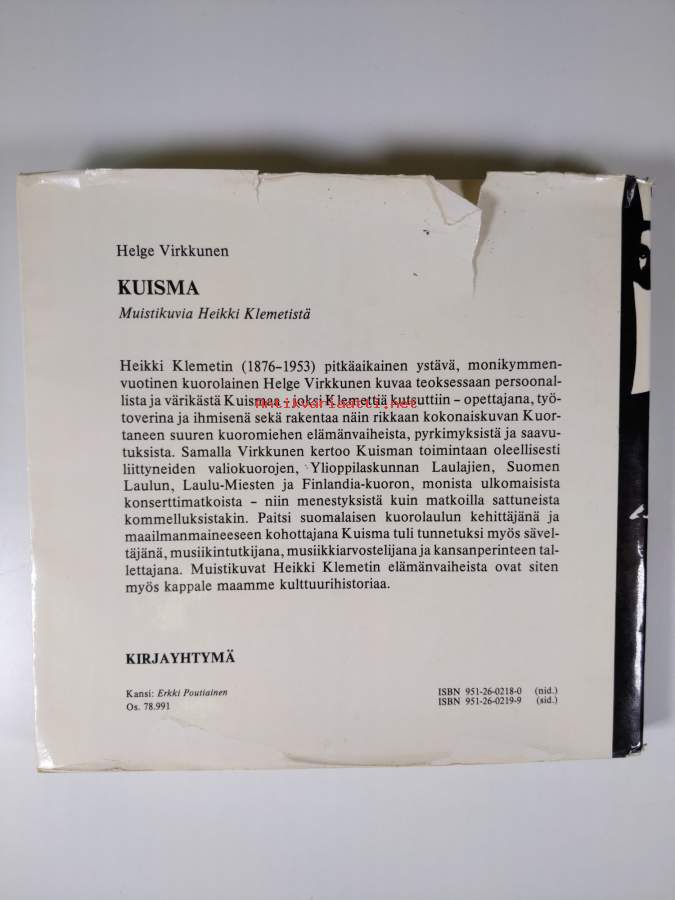 Helge Virkkunen
KUISMA
Muistikuvia Heikki Klemetistä
Heikki Klemetin (1876–1953) pitkäaikainen ystävä, monikymmen-
vuotinen kuorolainen Helge Virkkunen kuvaa teoksessaan persoonal-
lista ja värikästä Kuismaa – joksi Klemettiä kutsuttiin – opettajana, työ-
Antikvariaatti.net
toverina ja ihmisenä sekä rakentaa näin rikkaan kokonaiskuvan Kuor-
taneen suuren kuoromiehen elämänvaiheista, pyrkimyksistä ja saavu-
tuksista. Samalla Virkkunen kertoo Kuisman toimintaan oleellisesti
liittyneiden valiokuorojen, Ylioppilaskunnan Laulajien, Suomen
Laulun, Laulu-Miesten ja Finlandia-kuoron, monista ulkomaisista
konserttimatkoista – niin menestyksistä kuin matkoilla sattuneista
kommelluksistakin. Paitsi suomalaisen kuorolaulun kehittäjänä ja
maailmanmaineeseen kohottajana Kuisma tuli tunnetuksi myös sävel-
täjänä, musiikintutkijana, musiikkiarvostelijana ja kansanperinteen tal-
lettajana. Muistikuvat Heikki Klemetin elämänvaiheista ovat siten
myös kappale maamme kulttuurihistoriaa.
KIRJAYHTYMÄ
Kansi: Erkki Poutiainen
Os. 78.991
ISBN 951-26-0218-0 (nid.)
ISBN 951-26-0219-9 (sid.)